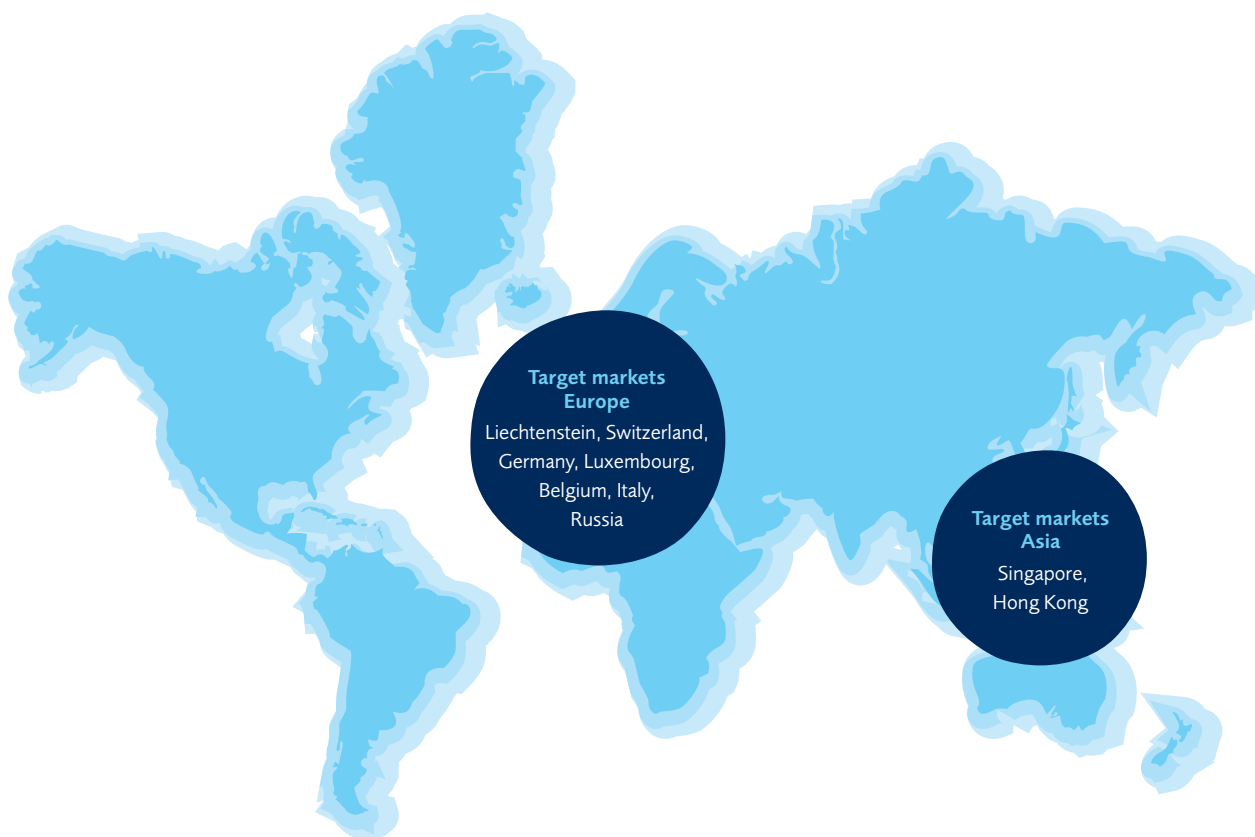 Target markets
Europe
Liechtenstein, Switzerland,
Germany, Luxembourg,
Belgium, Italy,
Russia
Target markets
Asia
Singapore,
Hong Kong